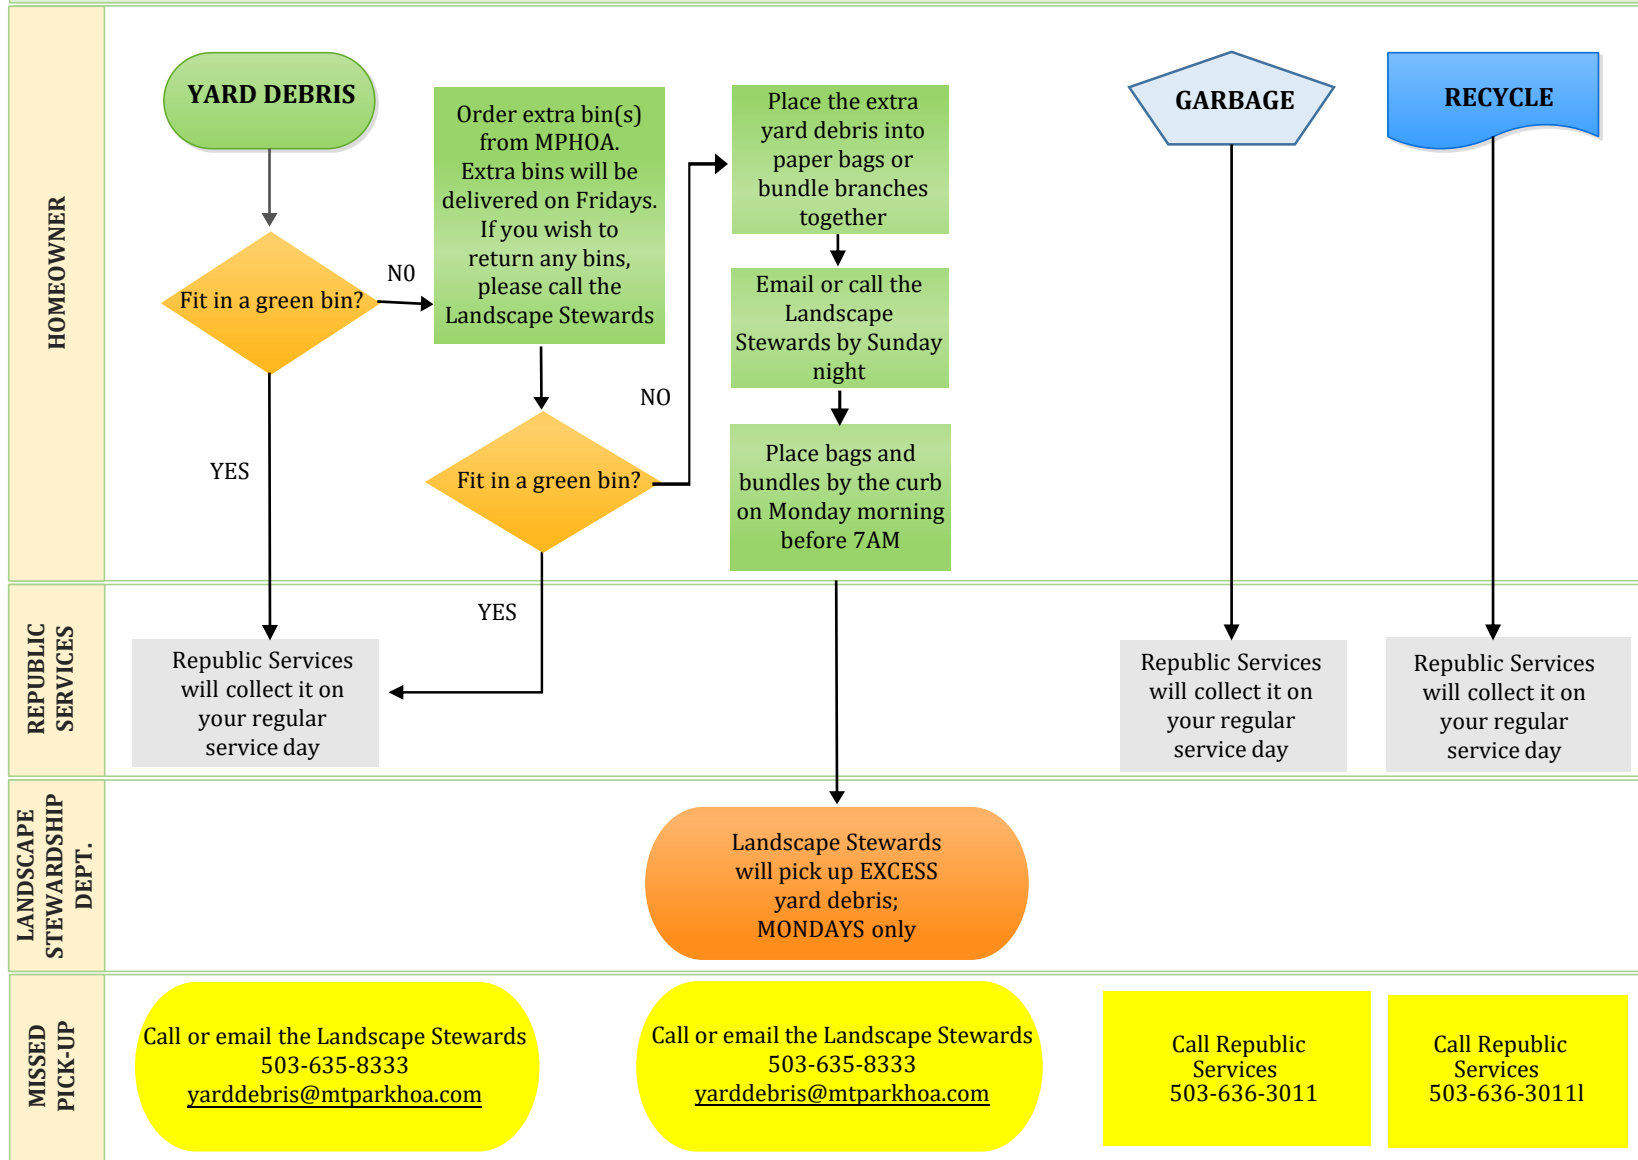 HOMEOWNER
YARD DEBRIS
Fit in a green bin?
N0
YES
Order extra bin(s)
from MPHOA.
Extra bins will be
delivered on Fridays.
If you wish to
return any bins,
please call the
Landscape Stewards
Fit in a green bin?
NO
YES
Place the extra
yard debris into
paper bags or
bundle branches
together
Email or call the
Landscape
Stewards by Sunday
night
Place bags and
bundles by the curb
on Monday morning
before 7AM
GARBAGE
RECYCLE
REPUBLIC
SERVICES
Republic Services
will collect it on
your regular
service day
Republic Services
will collect it on
your regular
service day
Republic Services
will collect it on
your regular
service day
LANDSCAPE
STEWARDSHIP
DEPT.
Landscape Stewards
will pick up EXCESS
yard debris;
MONDAYS only
MISSED
PICK-UP
Call or email the Landscape Stewards
503-635-8333
yarddebris@mtparkhoa.com
Call or email the Landscape Stewards
503-635-8333
yarddebris@mtparkhoa.com
Call Republic
Services
503-636-3011
Call Republic
Services
503-636-3011l